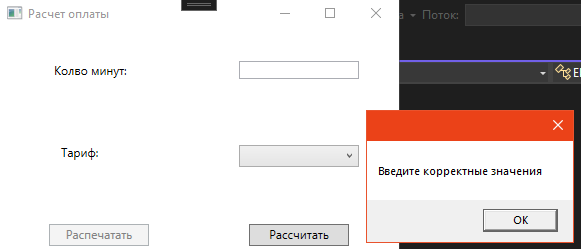 Расчет оплаты
Поток:
Колво минут:
Введите корректные значения
Тариф:
OK
Распечатать
Рассчитать